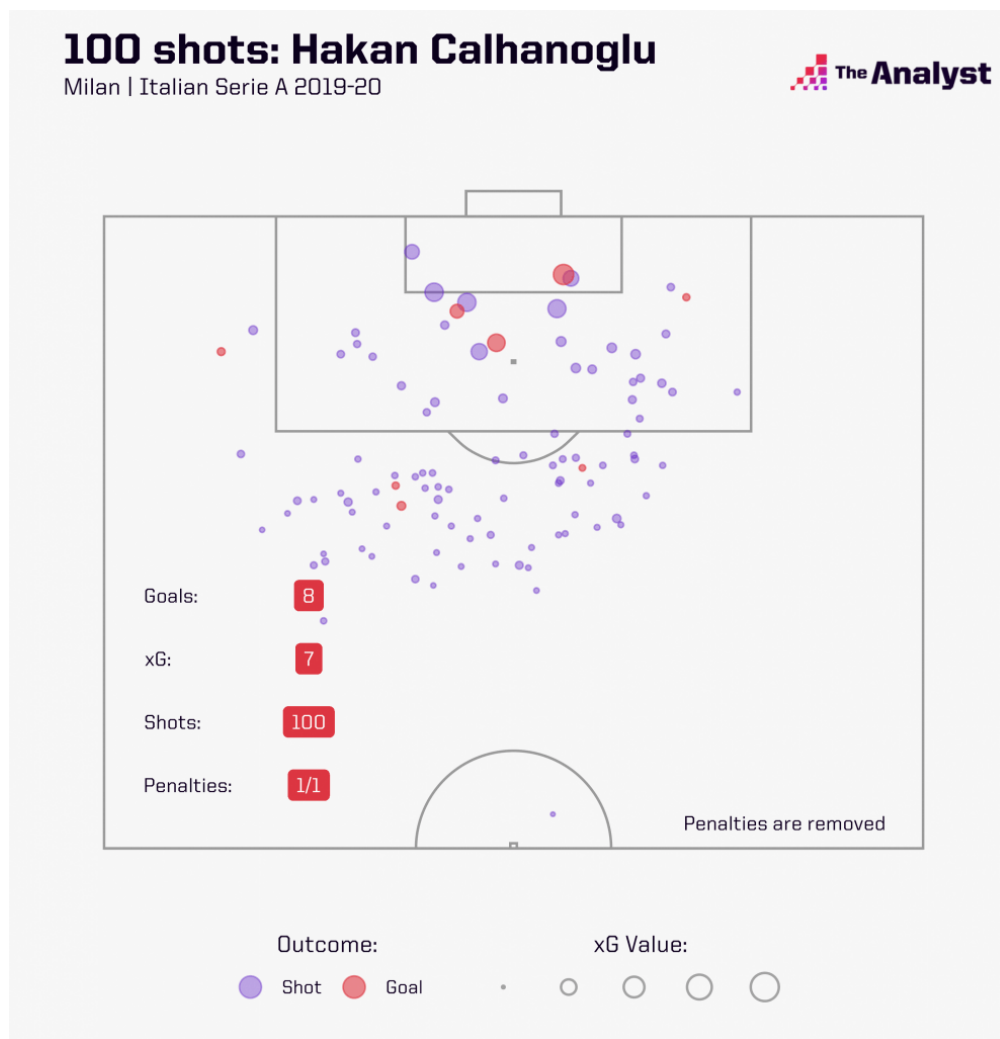 100 shots: Hakan Calhanoglu
Milan | Italian Serie A 2019-20
The Analyst
Goals: 8
xG: 7
Shots: 100
Penalties: 1/1
Penalties are removed
Outcome: xG Value:
Shot Goal